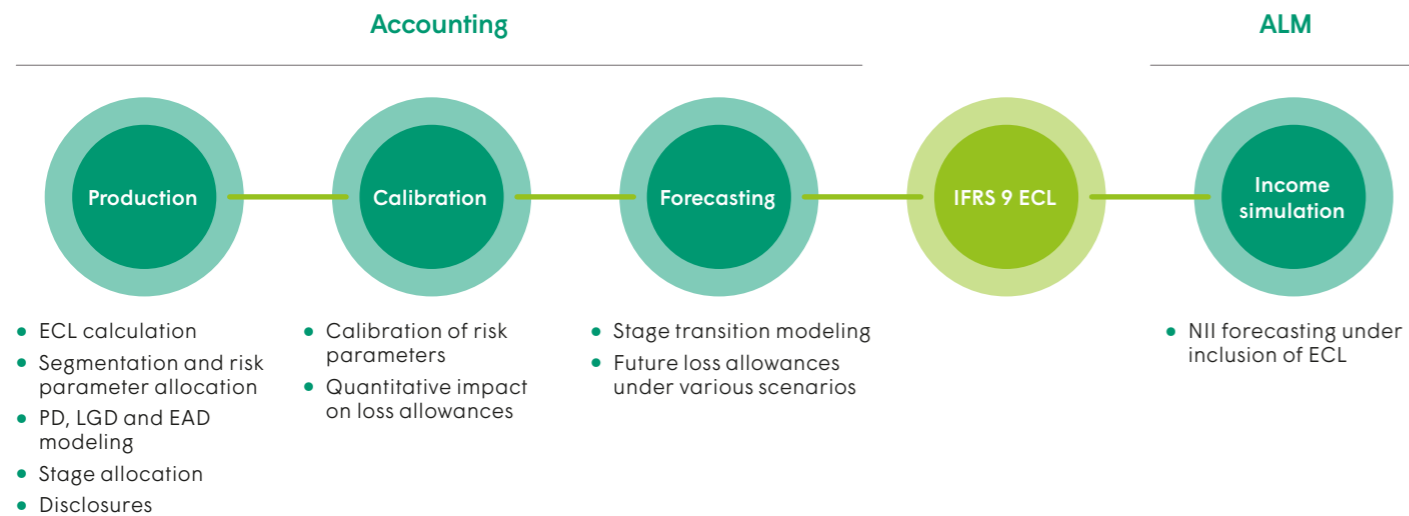 Accounting
ALM
Production
Calibration
Forecasting
IFRS 9 ECL
Income
simulation
• ECL calculation
• Segmentation and risk
parameter allocation
• PD, LGD and EAD
modeling
• Stage allocation
• Disclosures
• Calibration of risk
parameters
• Quantitative impact
on loss allowances
• Stage transition modeling
• Future loss allowances
under various scenarios
• NII forecasting under
inclusion of ECL